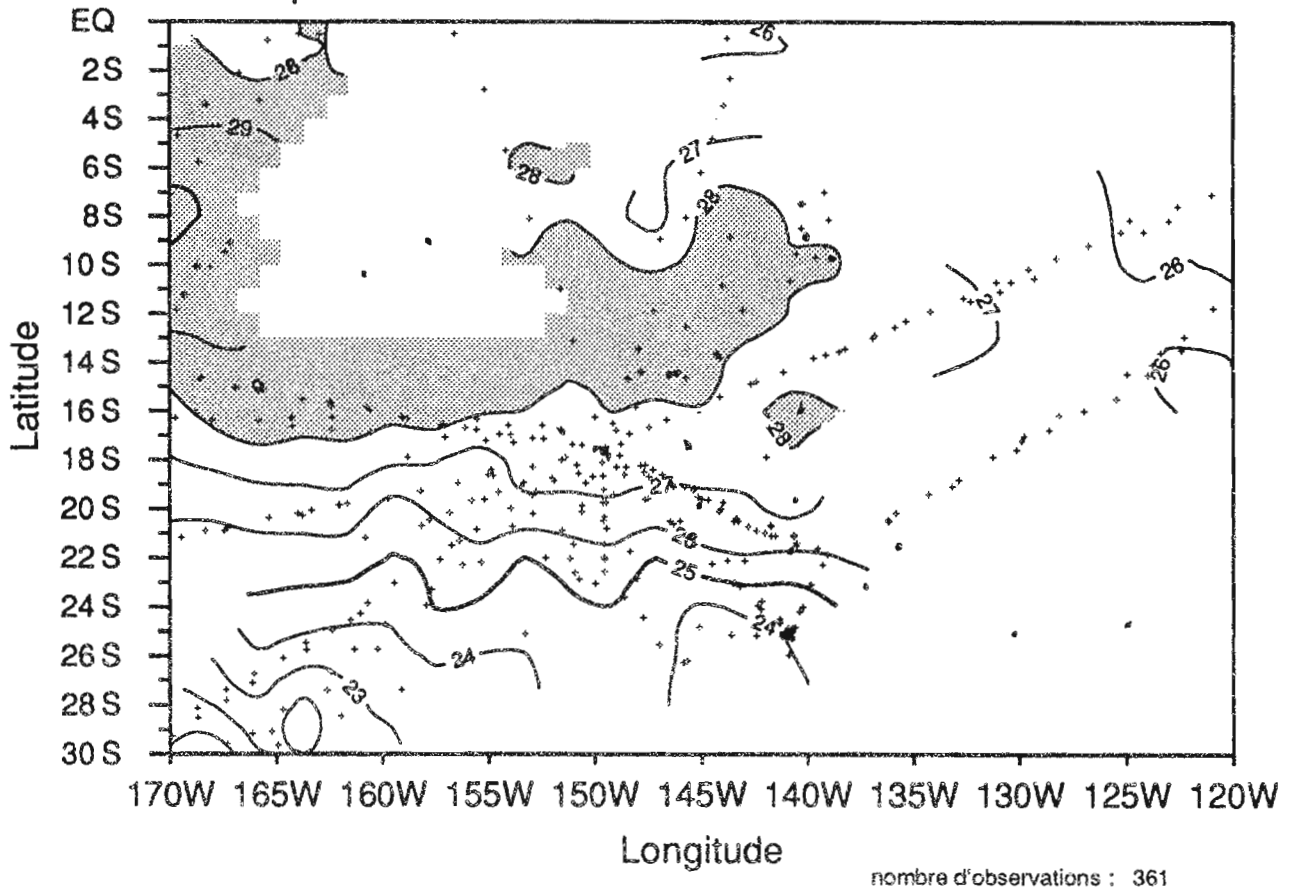 EQ
2S
4S
6S
8S
10S
12S
14S
16S
18S
20S
22S
24S
26S
28S
30S
Latitude
26
28
29
27
28
28
26
27
26
28
27
26
25
24
24
23
170W 165W 160W 155W 150W 145W 140W 135W 130W 125W 120W
Longitude
nombre d'observations : 361